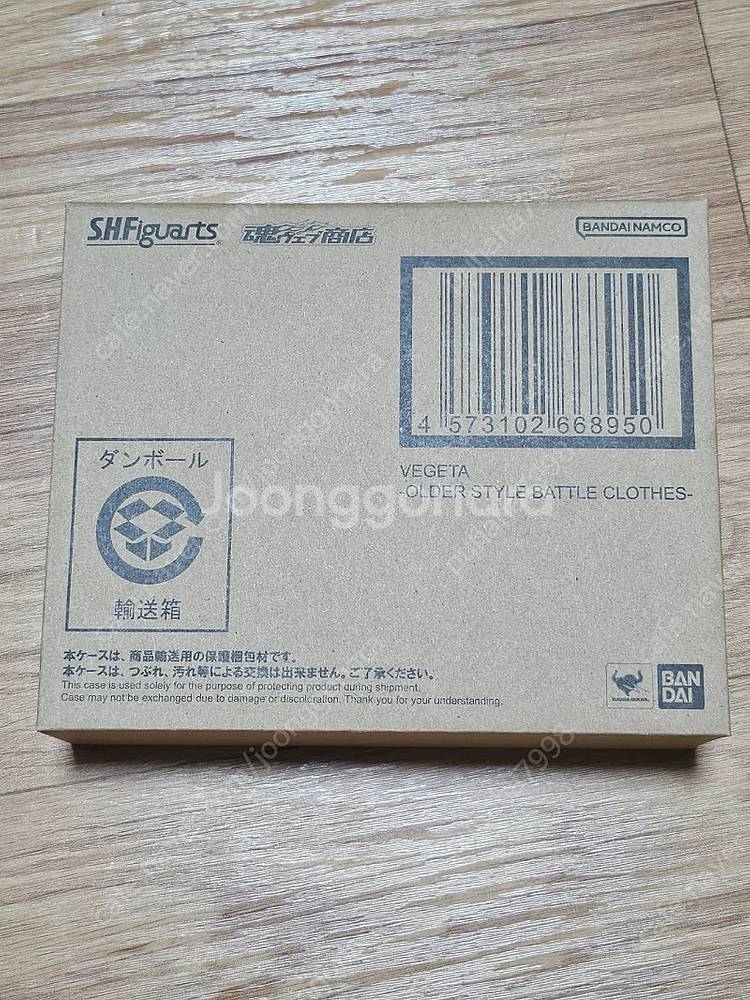 S.H.Figuarts
魂ウェブ商店
BANDAI NAMCO
4 573102 668950
VEGETA
-OLDER STYLE BATTLE CLOTHES-
ダンボール
輸送箱
Joonggonara
本ケースは、商品輸送用の保護梱包材です。
本ケースは、つぶれ、汚れ等による交換は出来ません。ご了承ください。
This case is used solely for the purpose of protecting product during shipment.
Case may not be exchanged due to damage or discoloration. Thank you for your understanding.
BAN
DAI